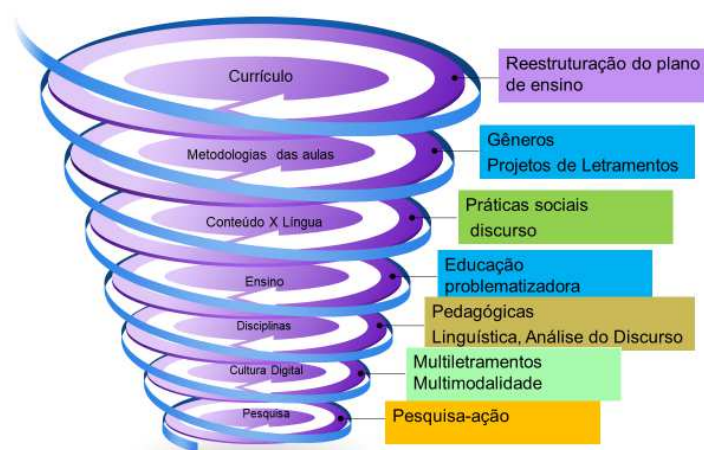 Currículo
Reestruturação do plano
de ensino
Metodologias das aulas
Gêneros
Projetos de Letramentos
Conteúdo X Língua
Práticas sociais
discurso
Ensino
Educação
problematizadora
Disciplinas
Pedagógicas
Linguística, Análise do Discurso
Cultura Digital
Multiletramentos
Multimodalidade
Pesquisa
Pesquisa-ação